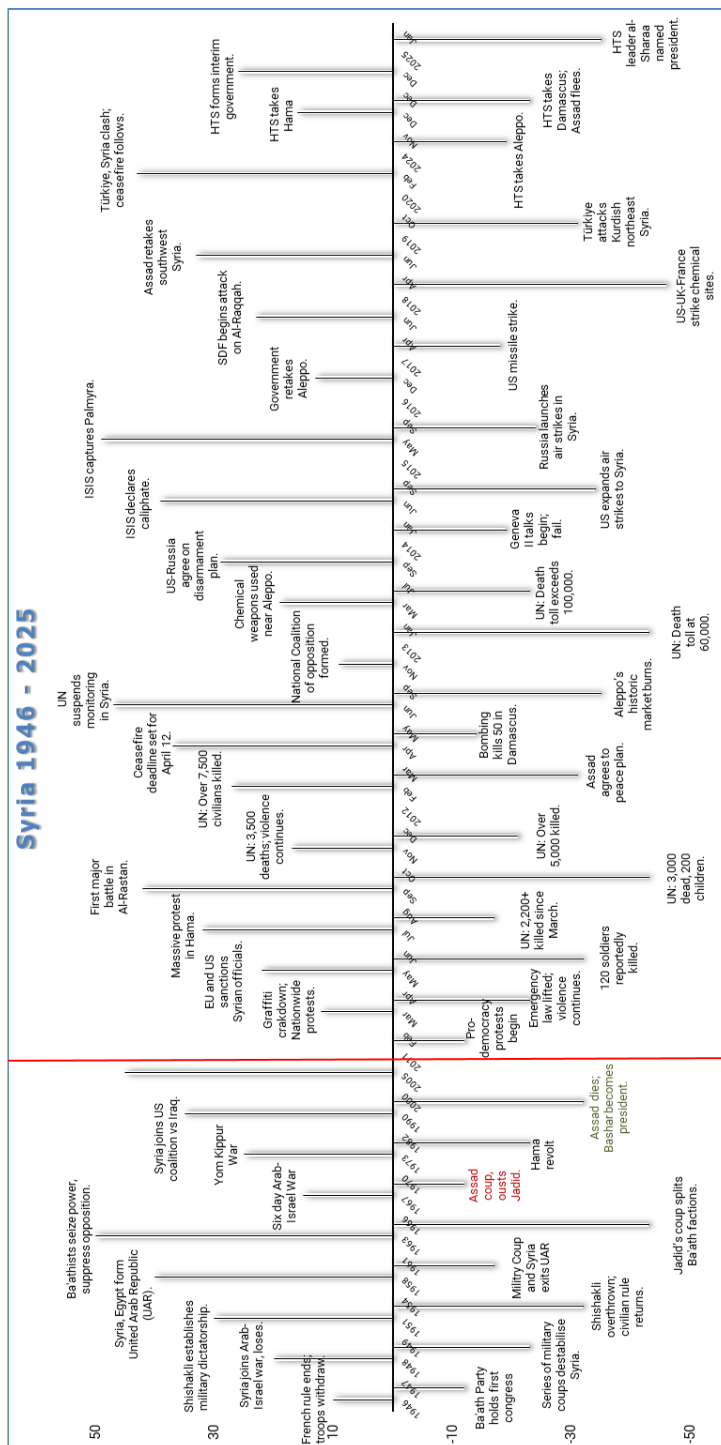 Syria 1946 - 2025
50
30
10
-10
-30
-50
French rule ends;
troops withdraw.
Syria joins Arab-
Israel war, loses.
Shishakli establishes
military dictatorship.
Syria, Egypt form
United Arab Republic
(UAR).
Ba'athists seize power,
suppress opposition.
Six day Arab-
Israel War
Yom Kippur
War
Syria joins US
coalition vs Iraq.
Graffiti
crakdown;
Nationwide
protests.
EU and US
sanctions
Syrian officials.
Massive protest
in Hama.
First major
battle in
Al-Rastan.
UN: 3,500
deaths; violence
continues.
UN: Over 7,500
civilians killed.
Ceasefire
deadline set for
April 12.
UN
suspends
monitoring
in Syria.
National Coalition
of opposition
formed.
Chemical
weapons used
near Aleppo.
US-Russia
agree on
disarmament
plan.
ISIS declares
caliphate.
ISIS captures Palmyra.
Government
retakes
Aleppo.
SDF begins attack
on Al-Raqqah.
Assad retakes
southwest
Syria.
Türkiye, Syria clash;
ceasefire follows.
HTS takes
Hama
HTS forms interim
government.
1946
1947
1948
1949
1951
1954
1958
1961
1963
1966
1967
1970
1973
1982
1990
2000
2005
2011
Feb
Mar
Apr
May
Jun
Jul
Aug
Sep
Oct
Nov
Dec
2012
Feb
Mar
Apr
May
Jun
Sep
Nov
2013
Jan
Mar
Jul
Sep
2014
Jan
Jun
Sep
2015
May
Sep
2016
Dec
2017
Apr
Jun
2018
Apr
Jun
2019
Oct
2020
Feb
2024
Nov
Dec
Dec
Dec
2025
Jan
Ba'ath Party
holds first
congress
Series of military
coups destabilise
Syria.
Shishakli
overthrown;
civilian rule
returns.
Militry Coup
and Syria
exits UAR
Jadid's coup splits
Ba'ath factions.
Assad
coup,
ousts
Jadid.
Hama
revolt
Assad dies;
Bashar becomes
president.
Pro-
democracy
protests
begin
Emergency
law lifted;
violence
continues.
120 soldiers
reportedly
killed.
UN: 2,200+
killed since
March.
UN: 3,000
dead, 200
children.
UN: Over
5,000 killed.
Assad
agrees to
peace plan.
Bombing
kills 50 in
Damascus.
Aleppo's
historic
market burns.
UN: Death
toll at
60,000.
UN: Death
toll exceeds
100,000.
Geneva
II talks
begin;
fail.
US expands air
strikes to Syria.
Russia launches
air strikes in
Syria.
US missile strike.
US-UK-France
strike chemical
sites.
Türkiye
attacks
Kurdish
northeast
Syria.
HTS takes Aleppo.
HTS takes
Damascus;
Assad flees.
HTS
leader al-
Sharaa
named
president.